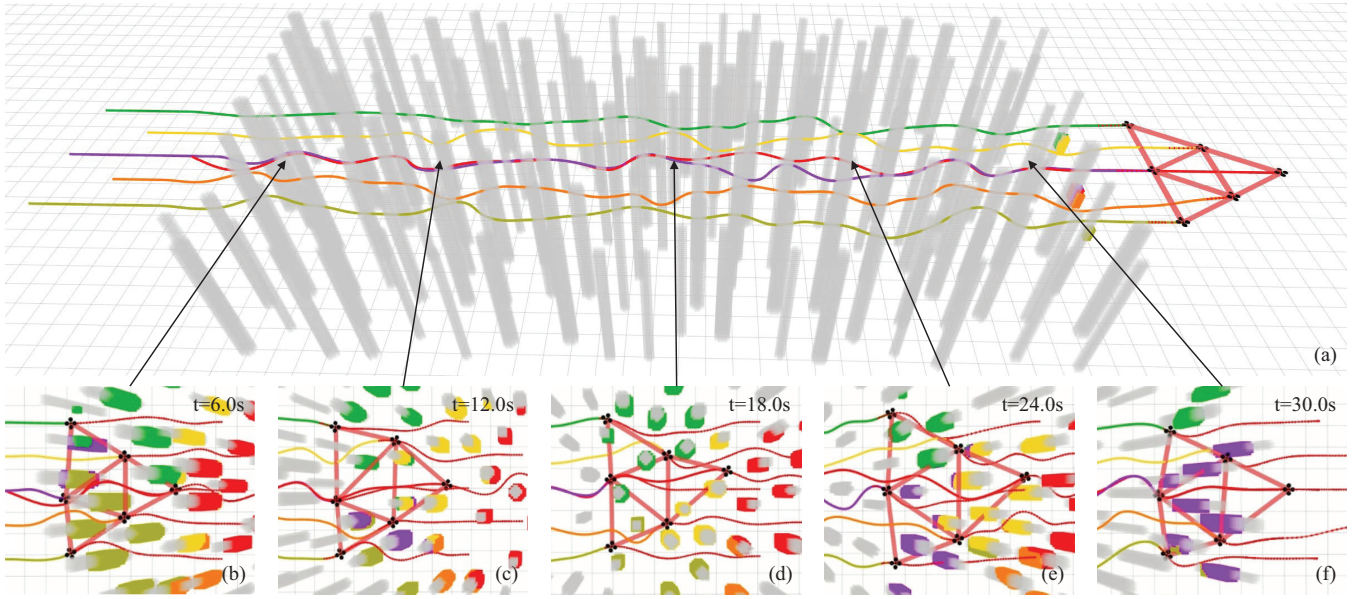 (a)
t=6.0s
t=12.0s
t=18.0s
t=24.0s
t=30.0s
(b)
(c)
(d)
(e)
(f)